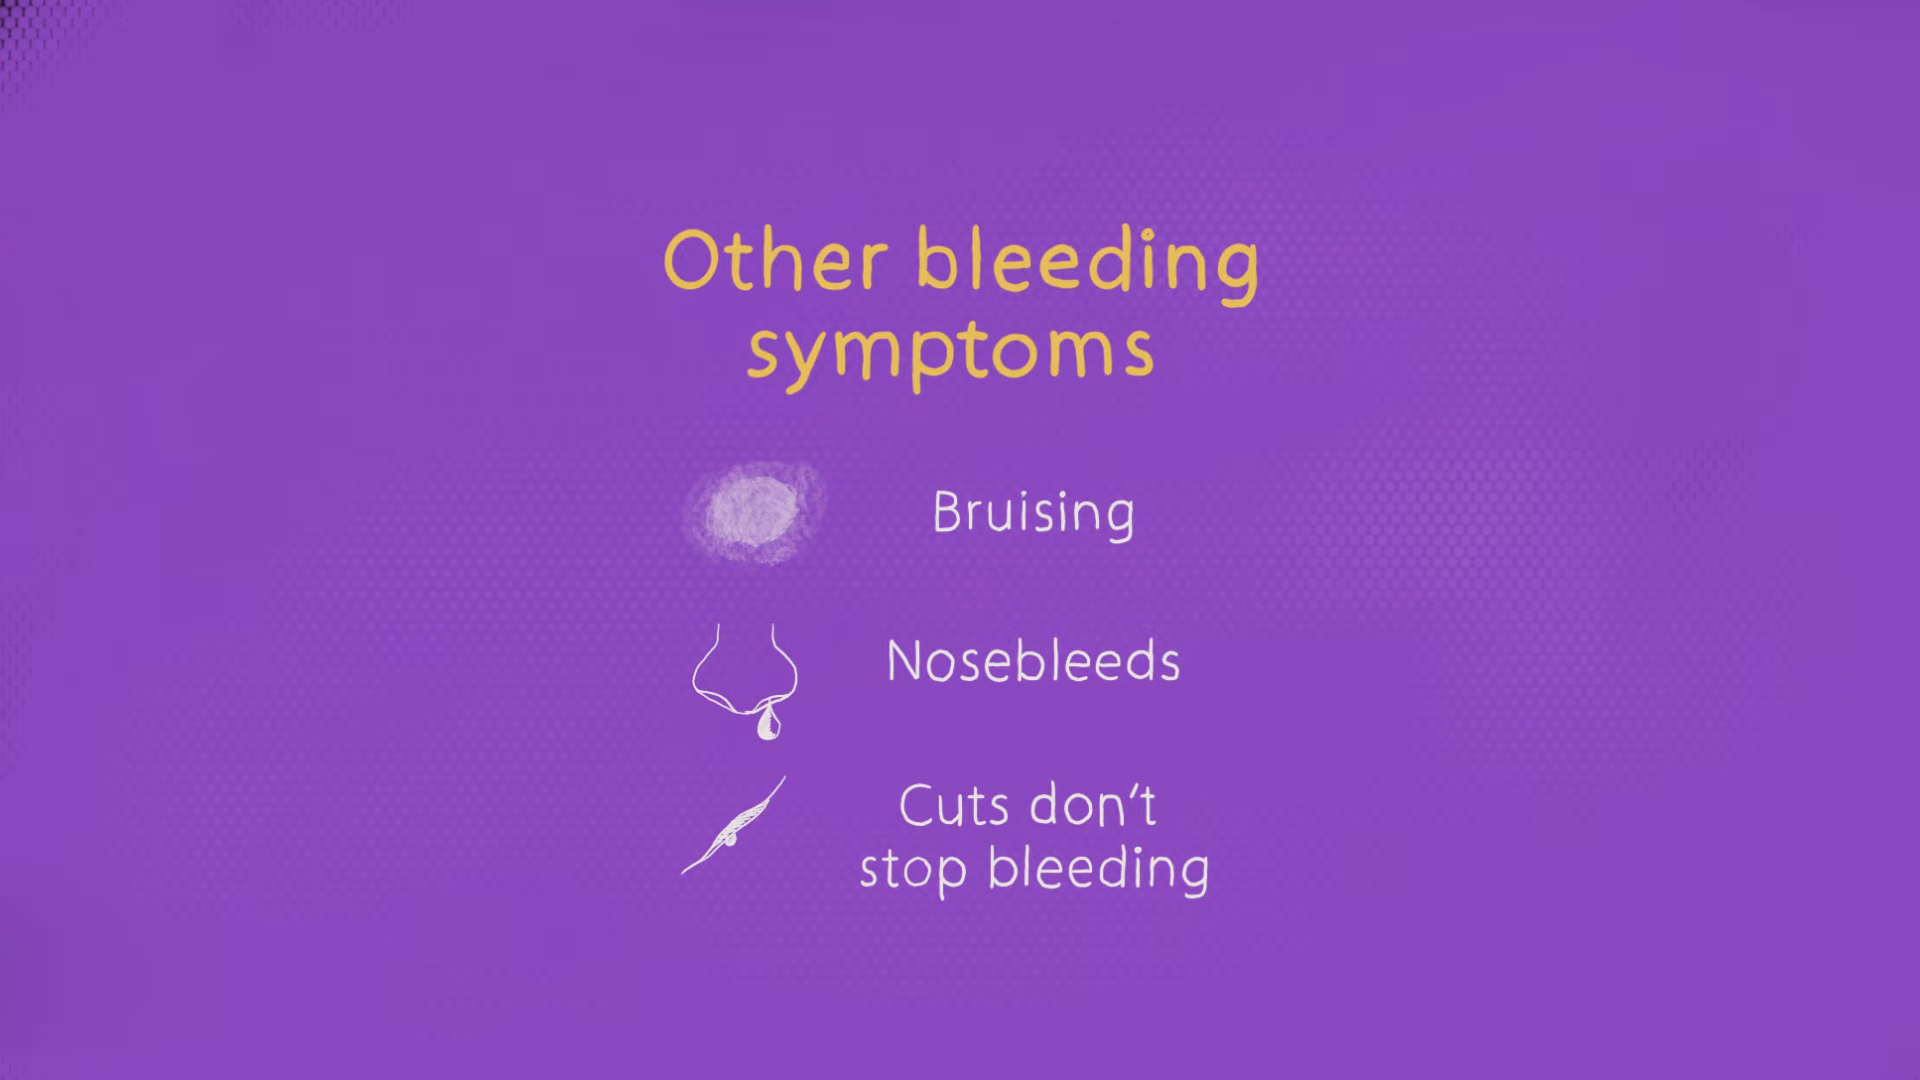 Other bleeding
symptoms
Bruising
Nosebleeds
Cuts don't
stop bleeding